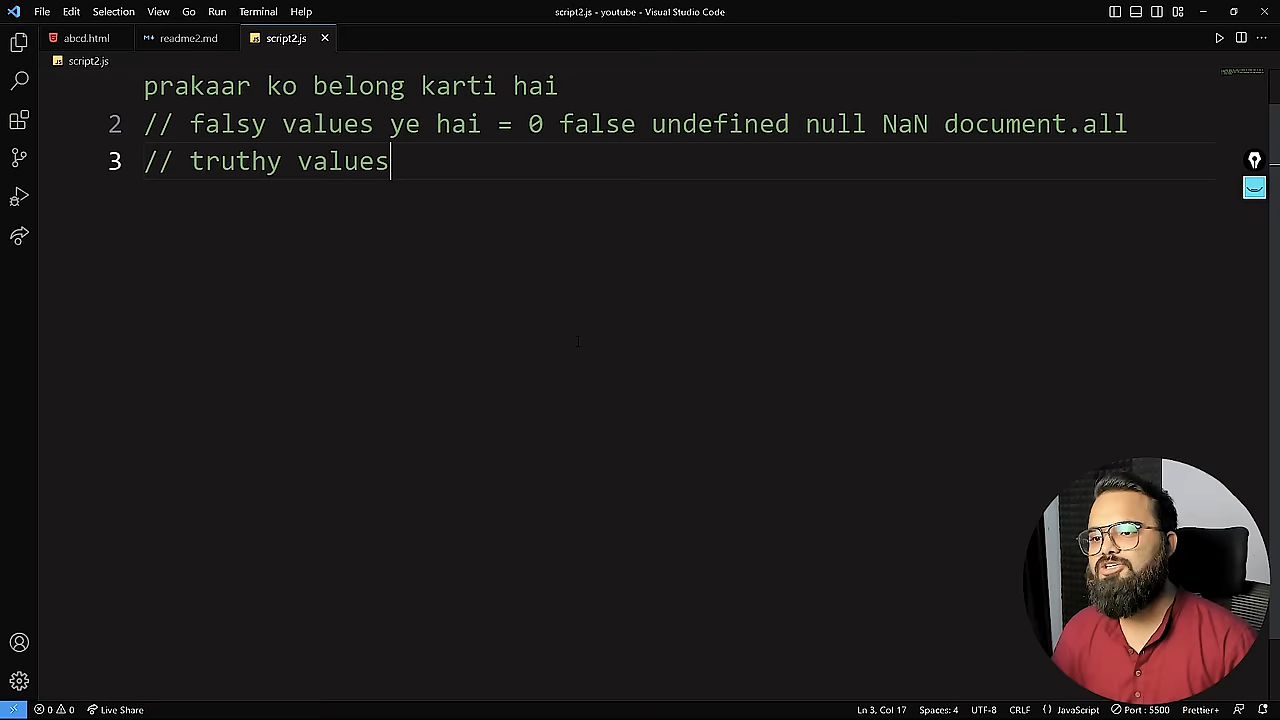 File Edit Selection View Go Run Terminal Help
script2.js - youtube - Visual Studio Code
abcd.html readme2.md script2.js
script2.js
prakaar ko belong karti hai
2 // falsy values ye hai = 0 false undefined null NaN document.all
3 // truthy values
0 0 Live Share
Ln 3, Col 17 Spaces: 4 UTF-8 CRLF {} JavaScript Port : 5500 Prettier+